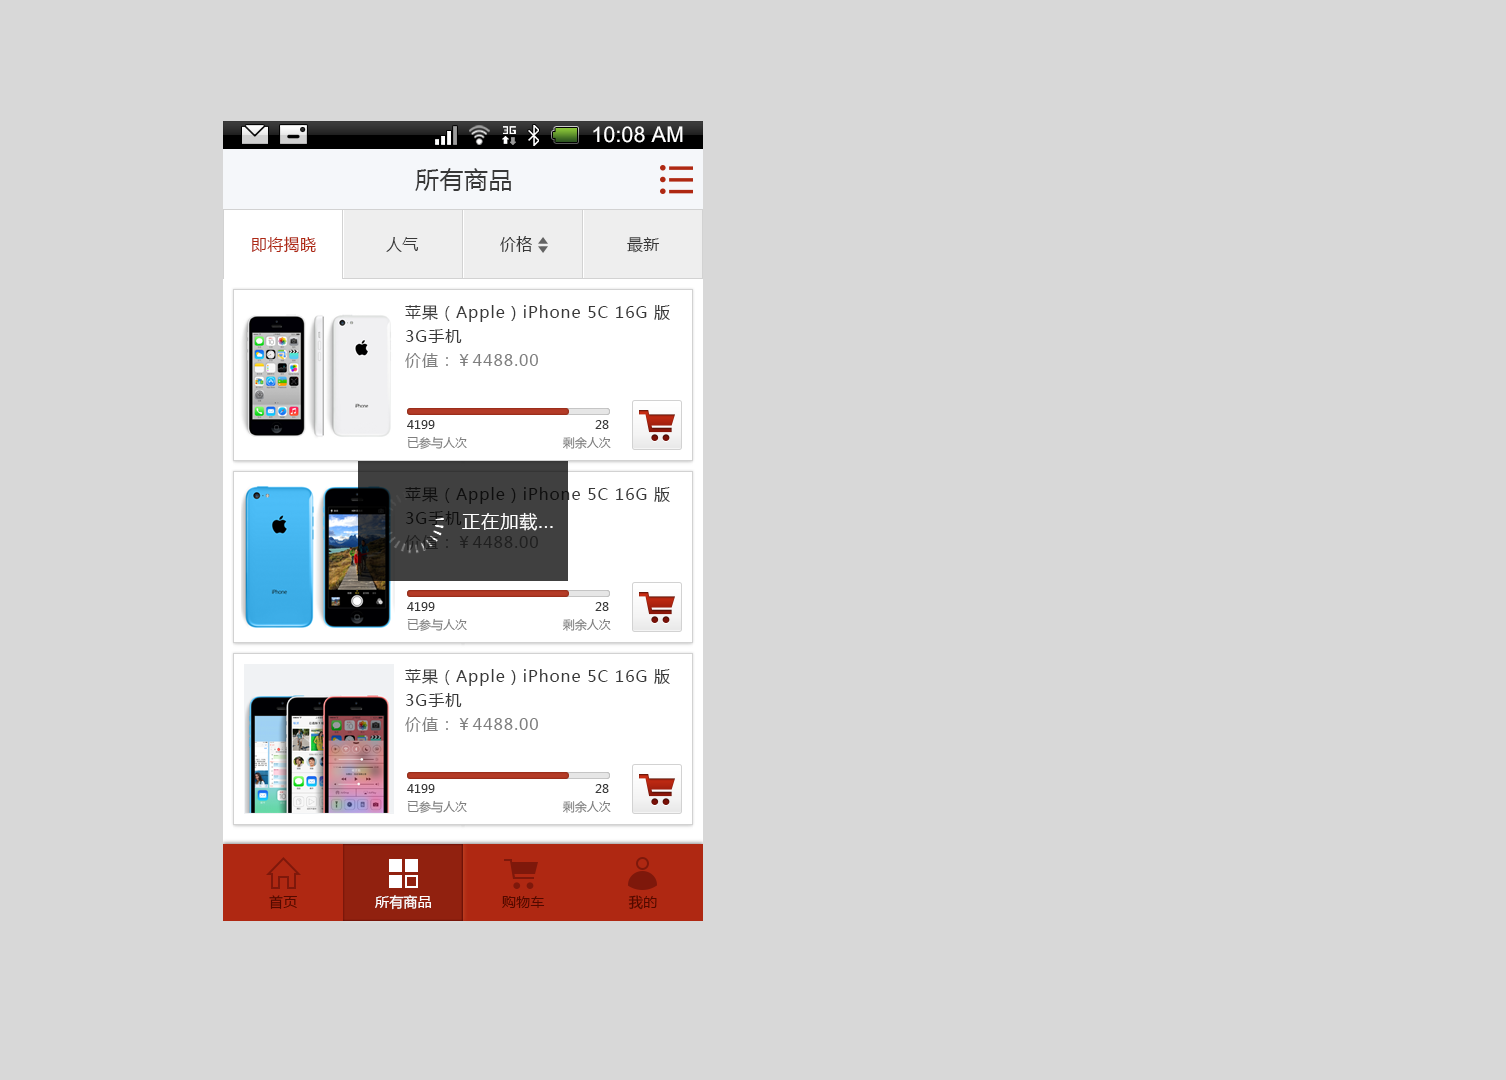 10:08 AM
所有商品
即将揭晓
人气
价格
最新
苹果（Apple）iPhone 5C 16G 版
3G手机
价值：￥4488.00
4199
28
已参与人次
剩余人次
苹果（Apple）iPhone 5C 16G 版
3G手机
正在加载...
价值：￥4488.00
4199
28
已参与人次
剩余人次
苹果（Apple）iPhone 5C 16G 版
3G手机
价值：￥4488.00
4199
28
已参与人次
剩余人次
首页
所有商品
购物车
我的